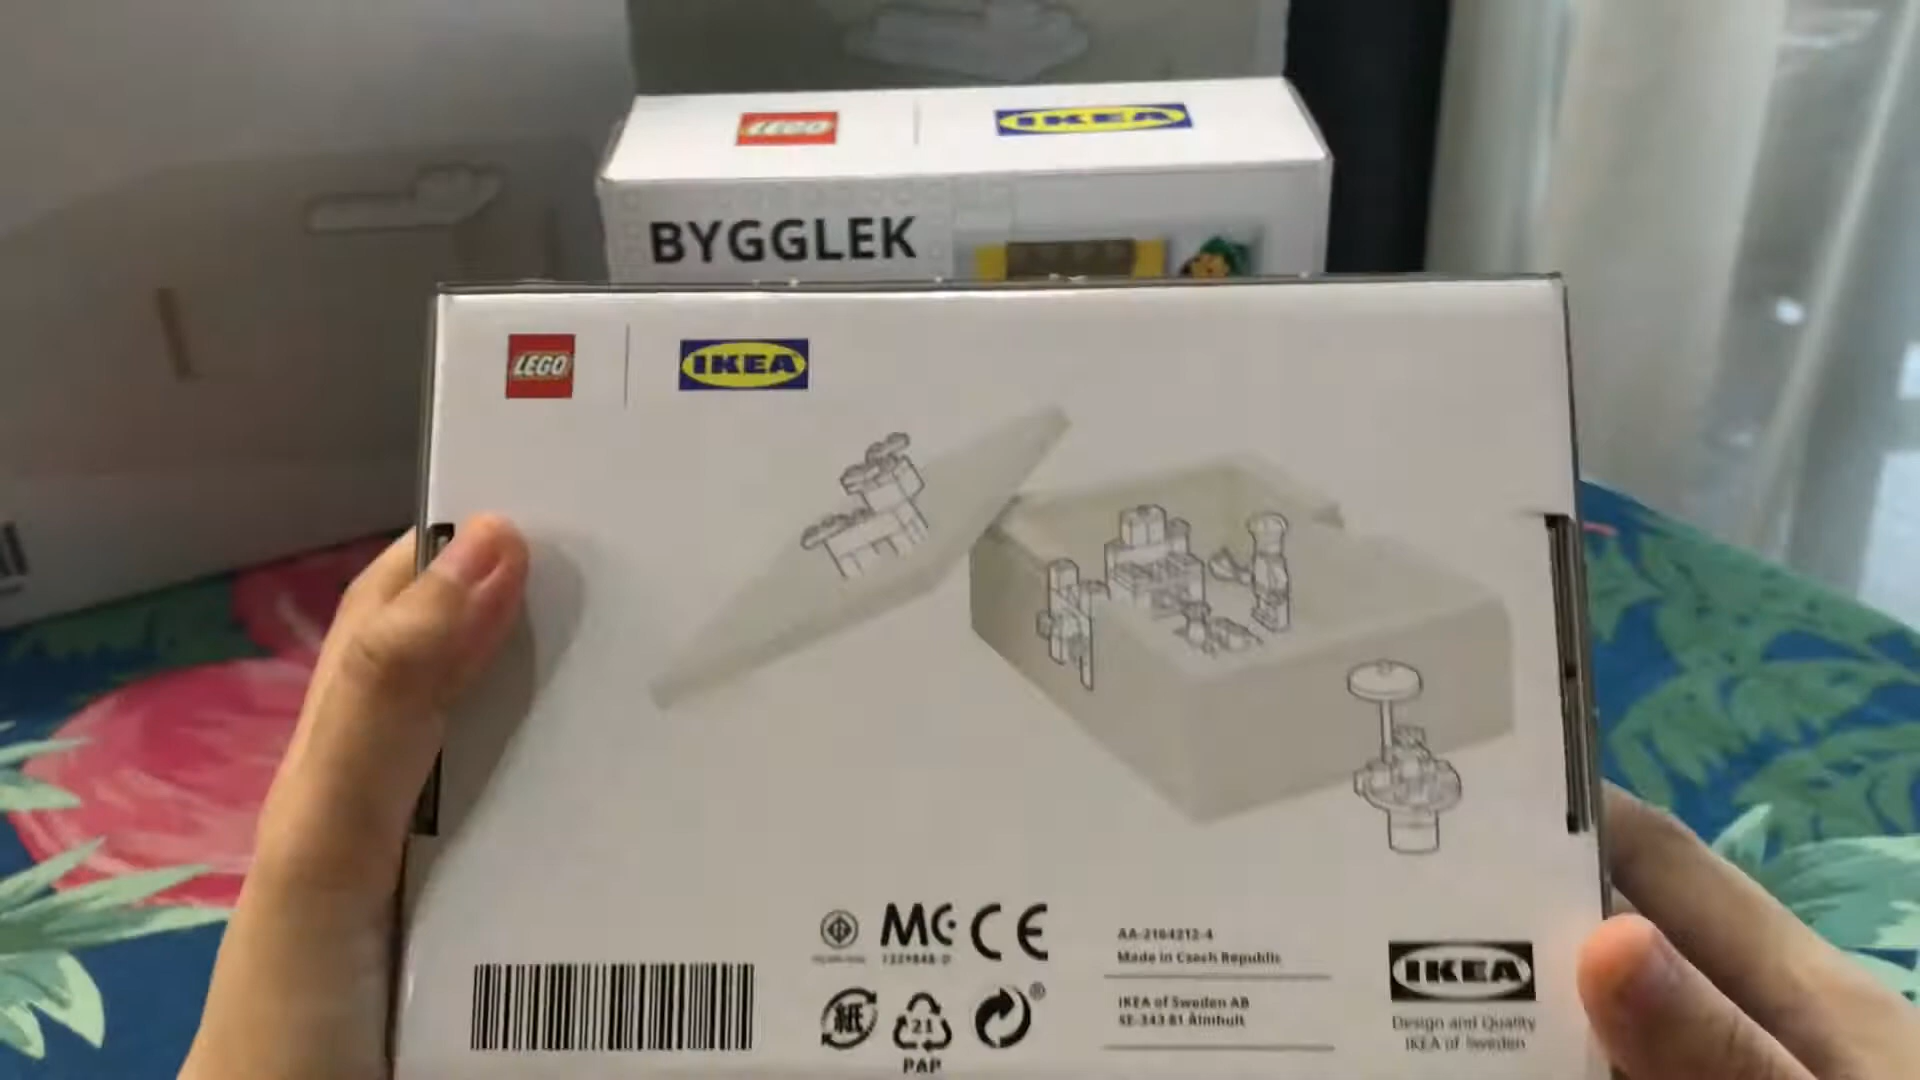 LEGO
IKEA
BYGGLEK
LEGO
IKEA
MC CE
AA-2164212-4
Made in Czech Republic
IKEA of Sweden AB
SE-343 81 Älmhult
紙
21
PAP
®
IKEA
Design and Quality
IKEA of Sweden